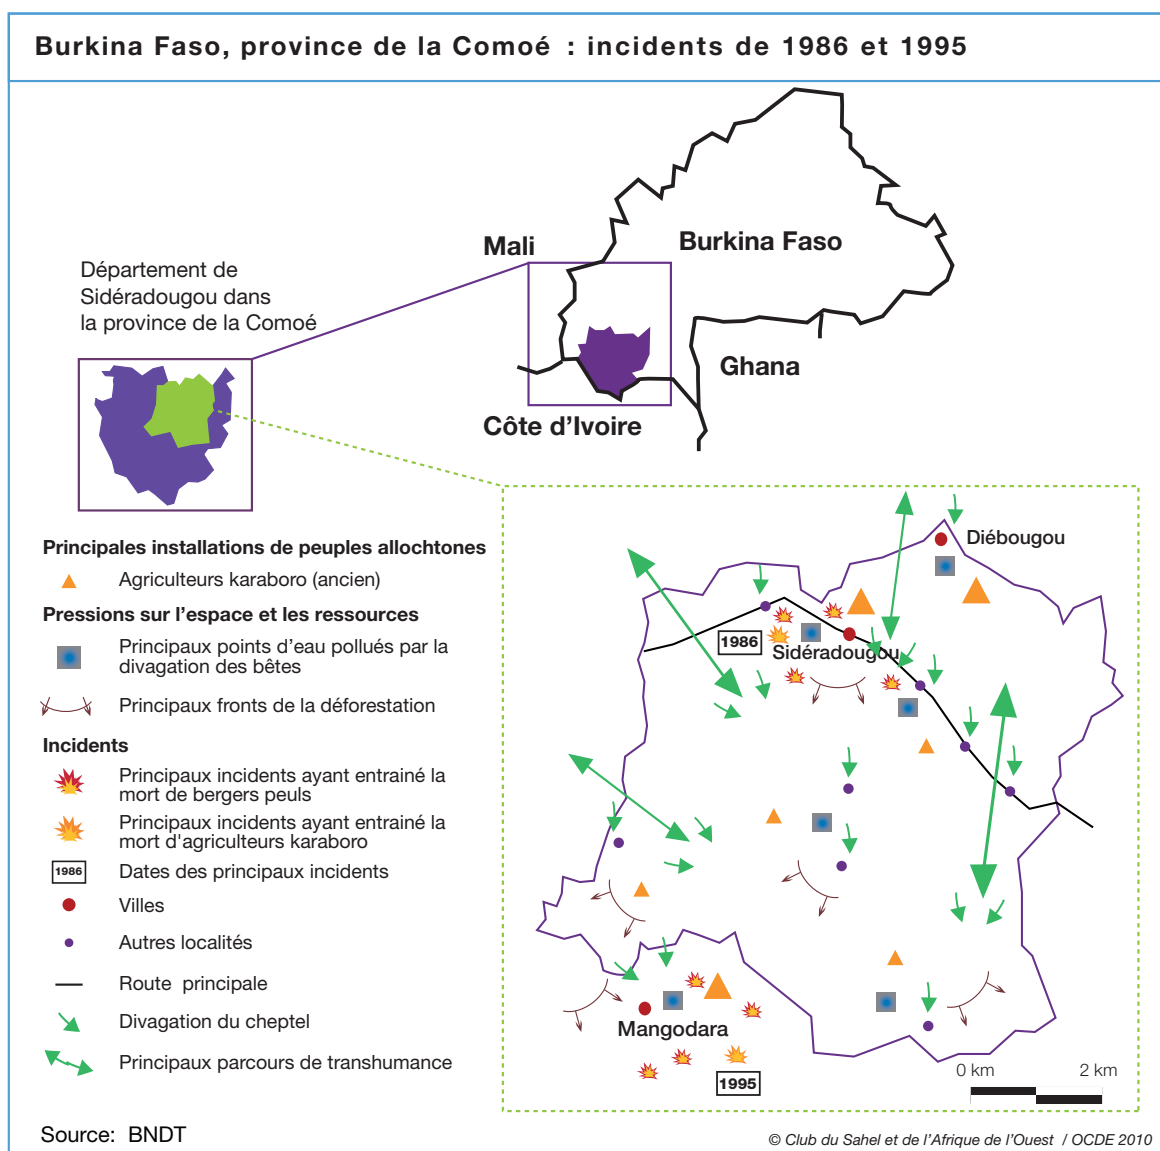 Burkina Faso, province de la Comoé : incidents de 1986 et 1995
Mali
Burkina Faso
Département de
Sidéradougou dans
la province de la Comoé
Ghana
Côte d'Ivoire
Principales installations de peuples allochtones
Agriculteurs karaboro (ancien)
Pressions sur l'espace et les ressources
Principaux points d'eau pollués par la
divagation des bêtes
Principaux fronts de la déforestation
Incidents
Principaux incidents ayant entrainé la
mort de bergers peuls
Principaux incidents ayant entrainé la
mort d'agriculteurs karaboro
1986
Dates des principaux incidents
Villes
Autres localités
Route principale
Divagation du cheptel
Principaux parcours de transhumance
Diébougou
1986
Sidéradougou
Mangodara
1995
0 km
2 km
Source: BNDT
© Club du Sahel et de l'Afrique de l'Ouest / OCDE 2010